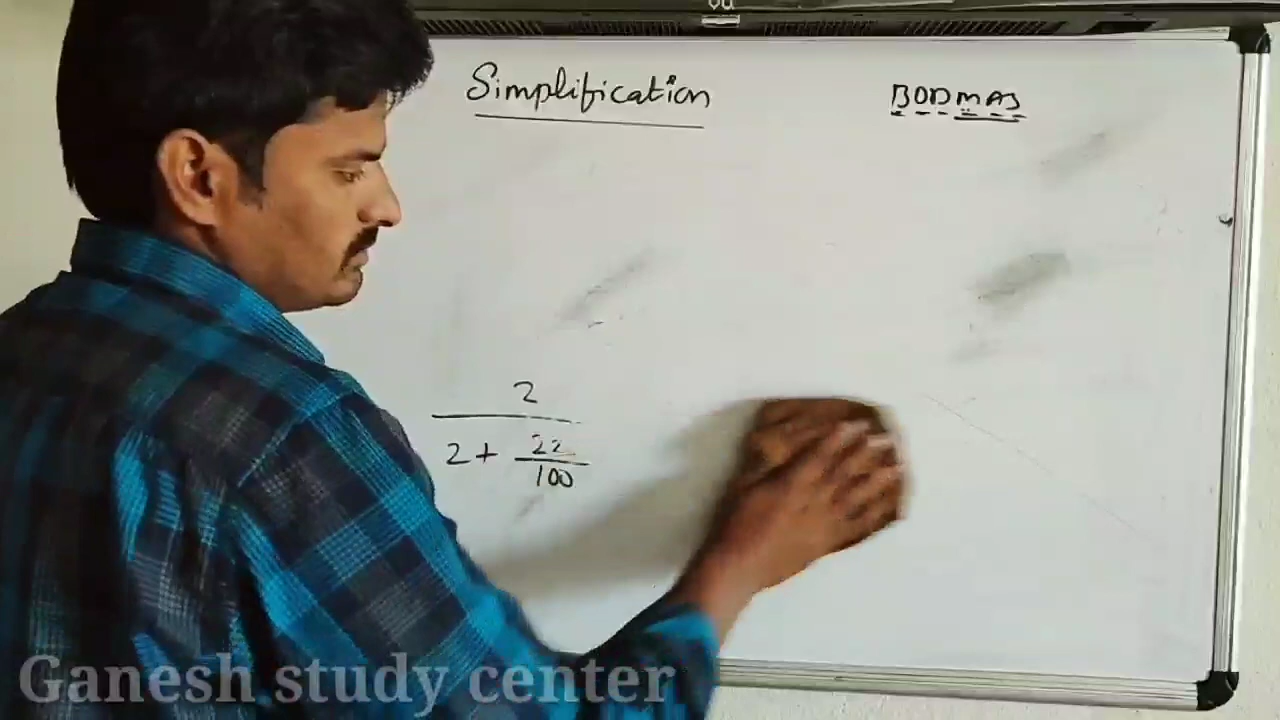 Simplification
BODMAS
2
2 + 22
100
Ganesh study center